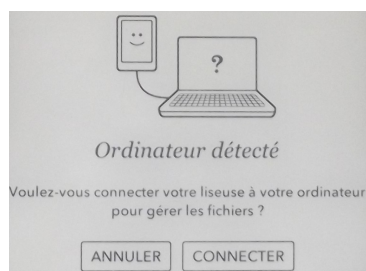 ?
Ordinateur détecté
Voulez-vous connecter votre liseuse à votre ordinateur
pour gérer les fichiers ?
ANNULER CONNECTER